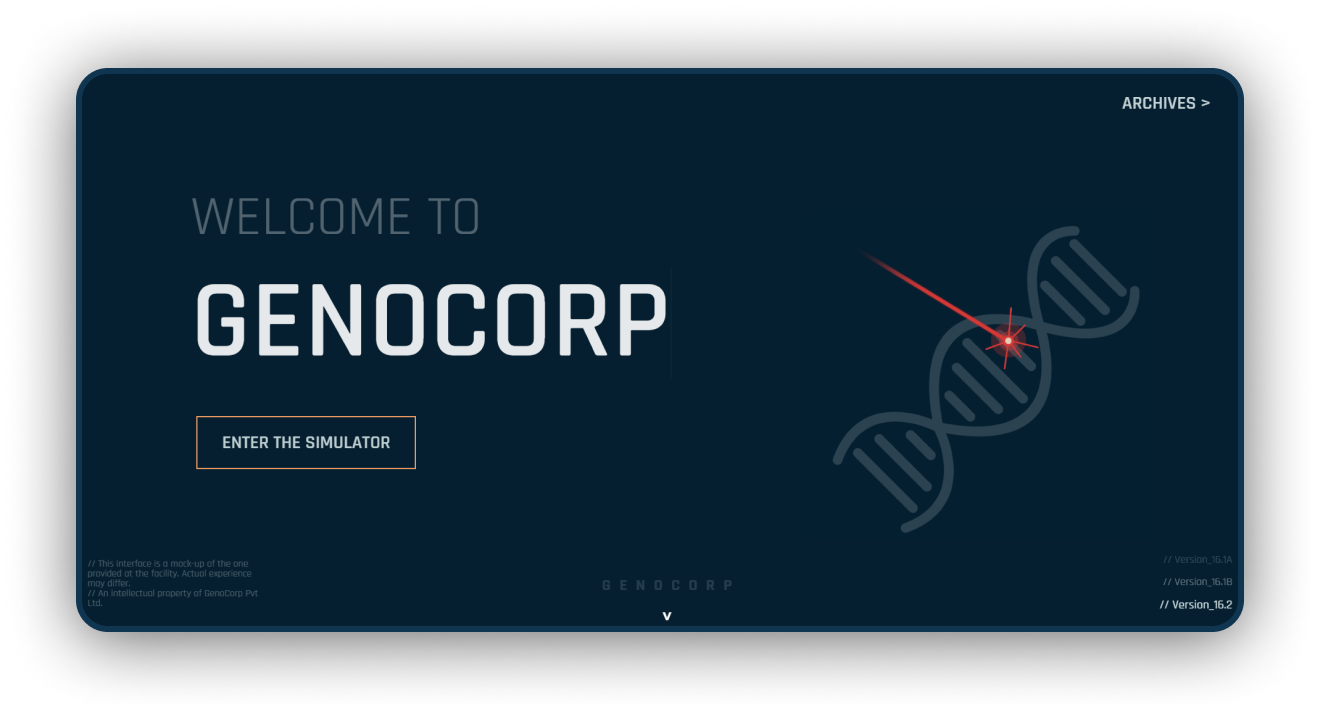 ARCHIVES >
WELCOME TO
GENOCORP
ENTER THE SIMULATOR
// This interface is a mock-up of the one
provided at the facility. Actual experience
may differ.
// An intellectual property of GenoCorp Pvt
Ltd.
GENOCORP
v
// Version_16.1A
// Version_16.1B
// Version_16.2